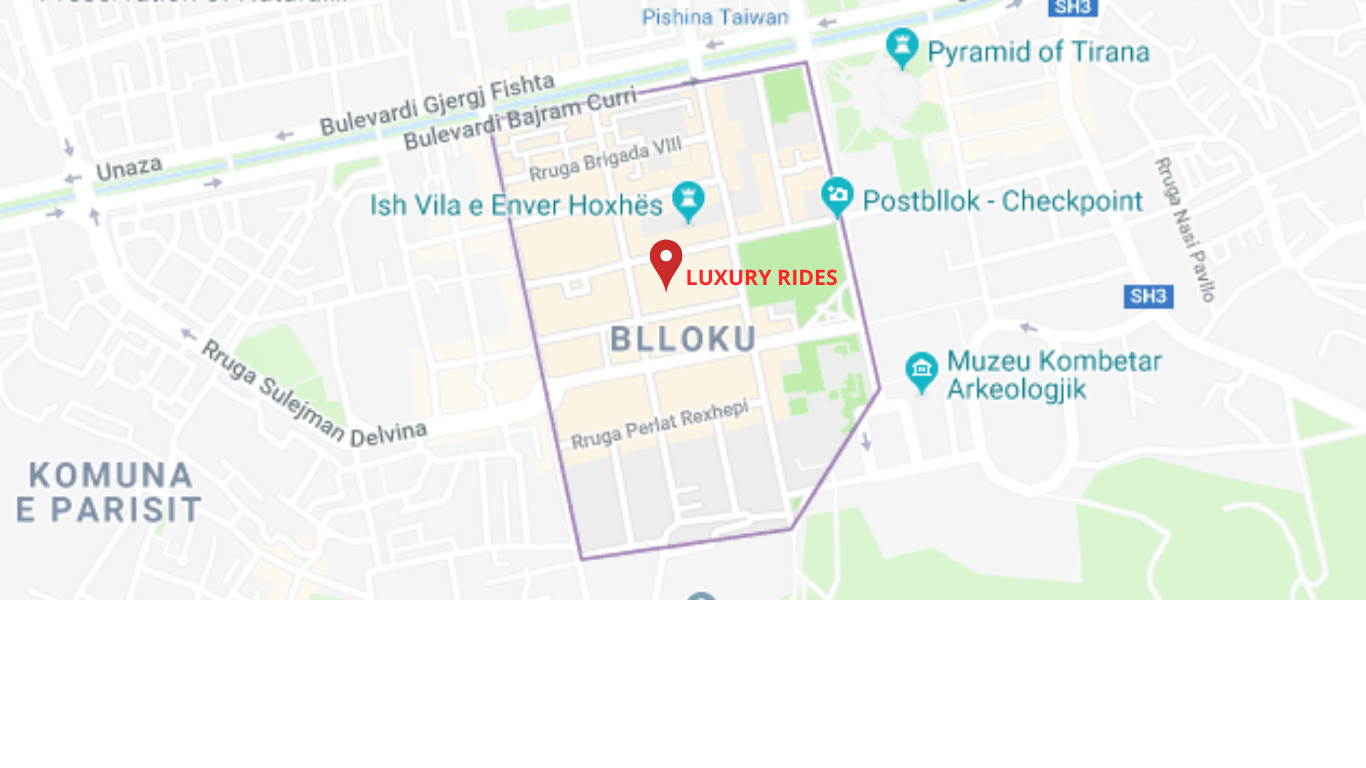 Pishina Taiwan
SH3
Pyramid of Tirana
Bulevardi Gjergj Fishta
Bulevardi Bajram Curri
Unaza
Rruga Brigada VIII
Ish Vila e Enver Hoxhës
Postbllok - Checkpoint
Rruga Nasi Pavllo
LUXURY RIDES
SH3
BLLOKU
Muzeu Kombetar
Arkeologjik
Rruga Sulejman Delvina
Rruga Perlat Rexhepi
KOMUNA
E PARISIT